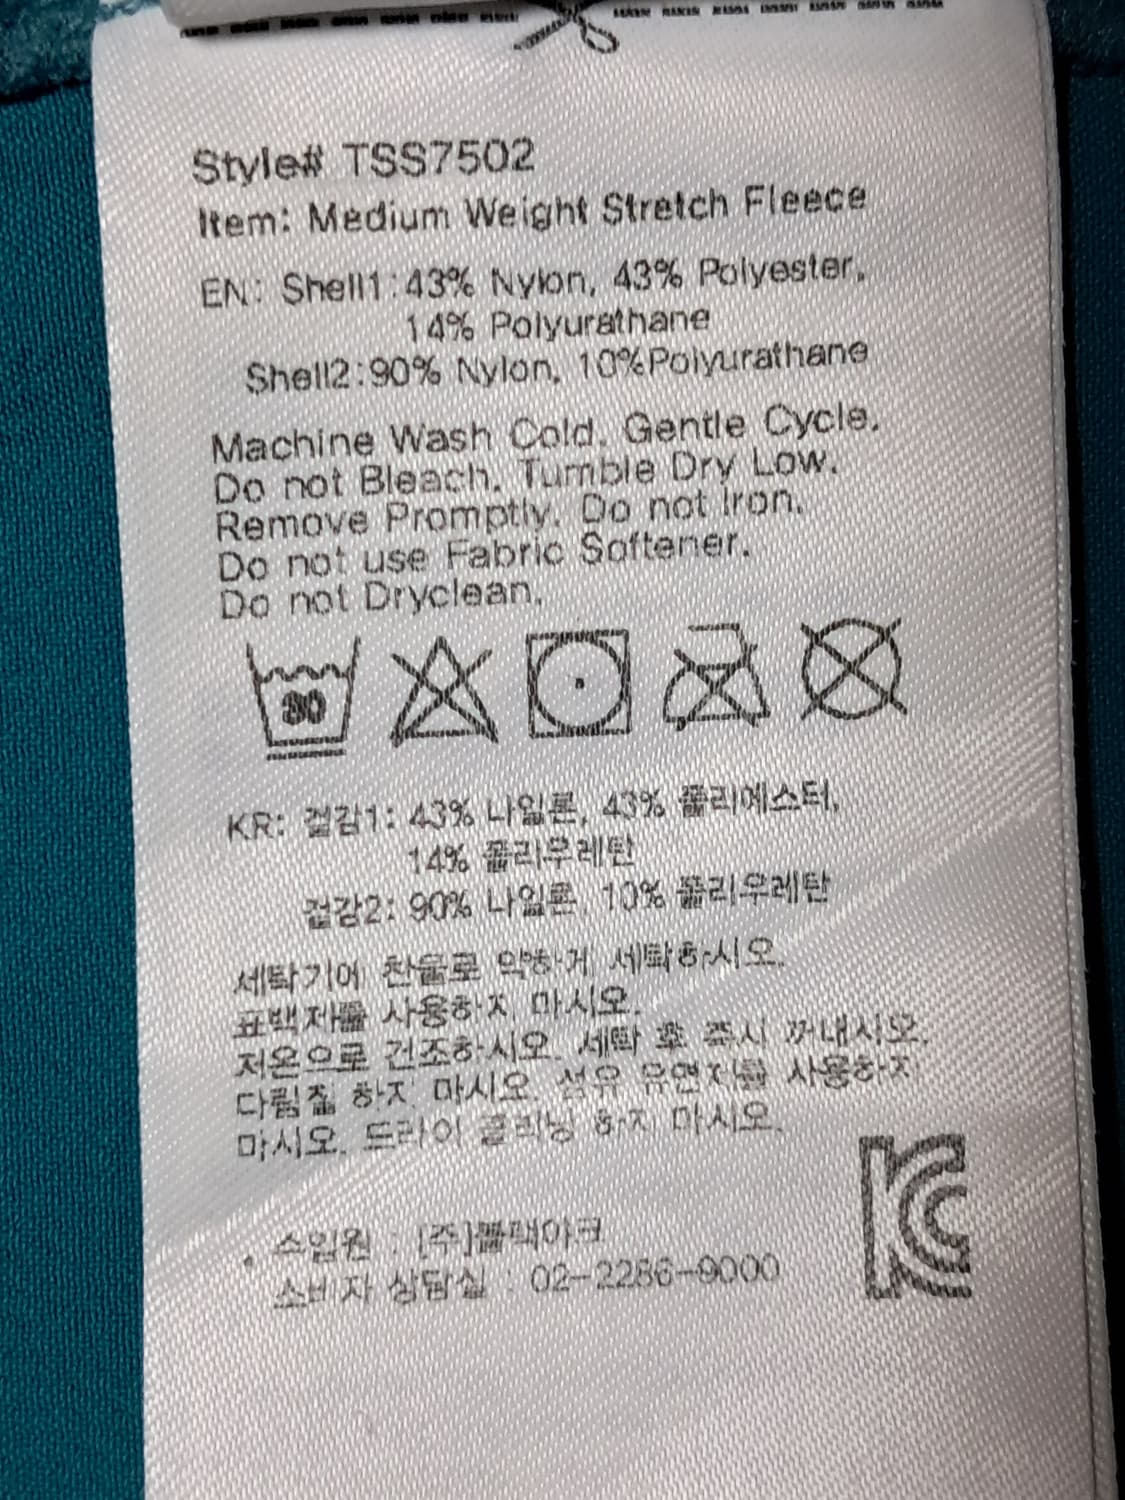 Style# TSS7502
Item: Medium Weight Stretch Fleece
EN: Shell1:43% Nylon, 43% Polyester,
14% Polyurathane
Shell2:90% Nylon, 10%Polyurathane
Machine Wash Cold. Gentle Cycle.
Do not Bleach. Tumble Dry Low.
Remove Promptly. Do not Iron.
Do not use Fabric Softener.
Do not Dryclean.
30
KR: 겉감1: 43% 나일론, 43% 폴리에스터,
14% 폴리우레탄
겉감2: 90% 나일론, 10% 폴리우레탄
세탁기에 찬물로 약하게 세탁하시오.
표백제를 사용하지 마시오.
저온으로 건조하시오. 세탁 후 즉시 꺼내시오.
다림질 하지 마시오. 섬유 유연제를 사용하지
마시오. 드라이 클리닝 하지 마시오.
수입원 : (주)블랙야크
소비자 상담실 : 02-2286-9000
KC